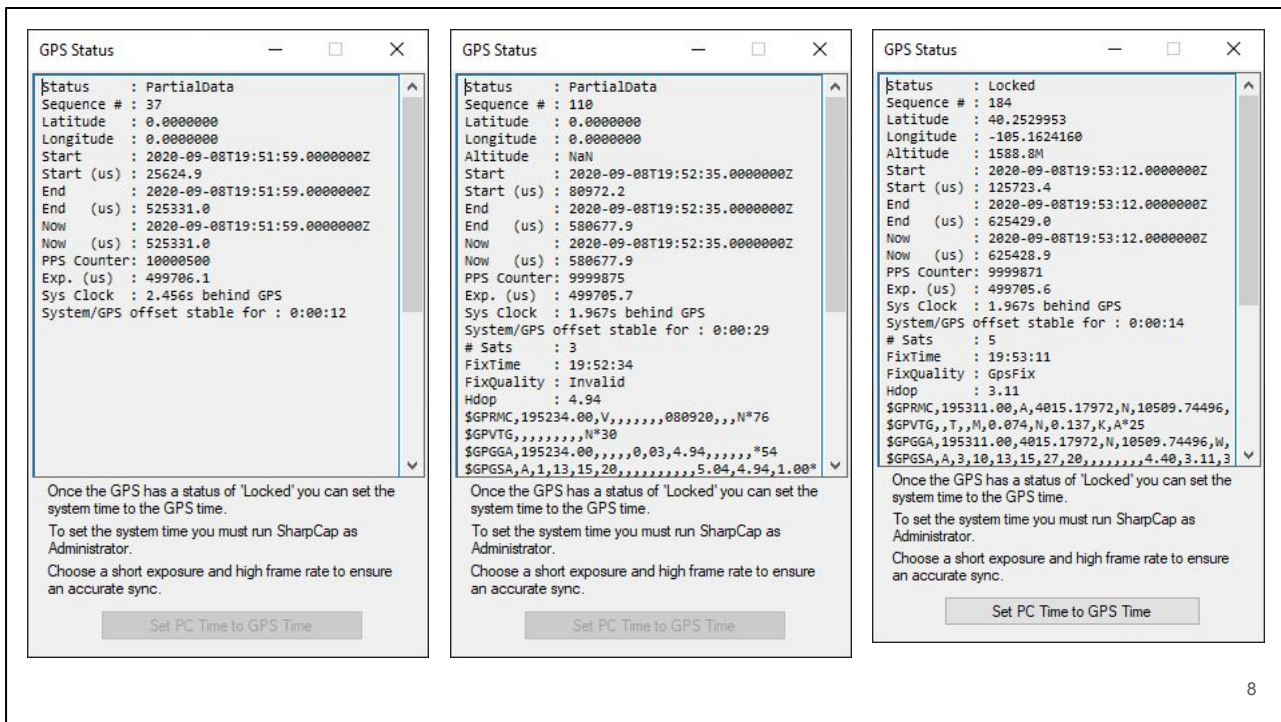 GPS Status
Status : PartialData
Sequence # : 37
Latitude : 0.0000000
Longitude : 0.0000000
Start : 2020-09-08T19:51:59.0000000Z
Start (us) : 25624.9
End : 2020-09-08T19:51:59.0000000Z
End (us) : 525331.0
Now : 2020-09-08T19:51:59.0000000Z
Now (us) : 525331.0
PPS Counter: 10000500
Exp. (us) : 499706.1
Sys Clock : 2.456s behind GPS
System/GPS offset stable for : 0:00:12
Once the GPS has a status of 'Locked' you can set the
system time to the GPS time.
To set the system time you must run SharpCap as
Administrator.
Choose a short exposure and high frame rate to ensure
an accurate sync.
Set PC Time to GPS Time
GPS Status
Status : PartialData
Sequence # : 110
Latitude : 0.0000000
Longitude : 0.0000000
Altitude : NaN
Start : 2020-09-08T19:52:35.0000000Z
Start (us) : 80972.2
End : 2020-09-08T19:52:35.0000000Z
End (us) : 580677.9
Now : 2020-09-08T19:52:35.0000000Z
Now (us) : 580677.9
PPS Counter: 9999875
Exp. (us) : 499705.7
Sys Clock : 1.967s behind GPS
System/GPS offset stable for : 0:00:29
# Sats : 3
FixTime : 19:52:34
FixQuality : Invalid
Hdop : 4.94
$GPRMC,195234.00,V,,,,,,,080920,,,N*76
$GPVTG,,,,,,,,,N*30
$GPGGA,195234.00,,,,,0,03,4.94,,,,,,*54
$GPGSA,A,1,13,15,20,,,,,,,,,,5.04,4.94,1.00*
Once the GPS has a status of 'Locked' you can set the
system time to the GPS time.
To set the system time you must run SharpCap as
Administrator.
Choose a short exposure and high frame rate to ensure
an accurate sync.
Set PC Time to GPS Time
GPS Status
Status : Locked
Sequence # : 184
Latitude : 40.2529953
Longitude : -105.1624160
Altitude : 1588.8M
Start : 2020-09-08T19:53:12.0000000Z
Start (us) : 125723.4
End : 2020-09-08T19:53:12.0000000Z
End (us) : 625429.0
Now : 2020-09-08T19:53:12.0000000Z
Now (us) : 625428.9
PPS Counter: 9999871
Exp. (us) : 499705.6
Sys Clock : 1.967s behind GPS
System/GPS offset stable for : 0:00:14
# Sats : 5
FixTime : 19:53:11
FixQuality : GpsFix
Hdop : 3.11
$GPRMC,195311.00,A,4015.17972,N,10509.74496,
$GPVTG,,T,,M,0.074,N,0.137,K,A*25
$GPGGA,195311.00,4015.17972,N,10509.74496,W,
$GPGSA,A,3,10,13,15,27,20,,,,,,,,4.40,3.11,3
Once the GPS has a status of 'Locked' you can set the
system time to the GPS time.
To set the system time you must run SharpCap as
Administrator.
Choose a short exposure and high frame rate to ensure
an accurate sync.
Set PC Time to GPS Time
8